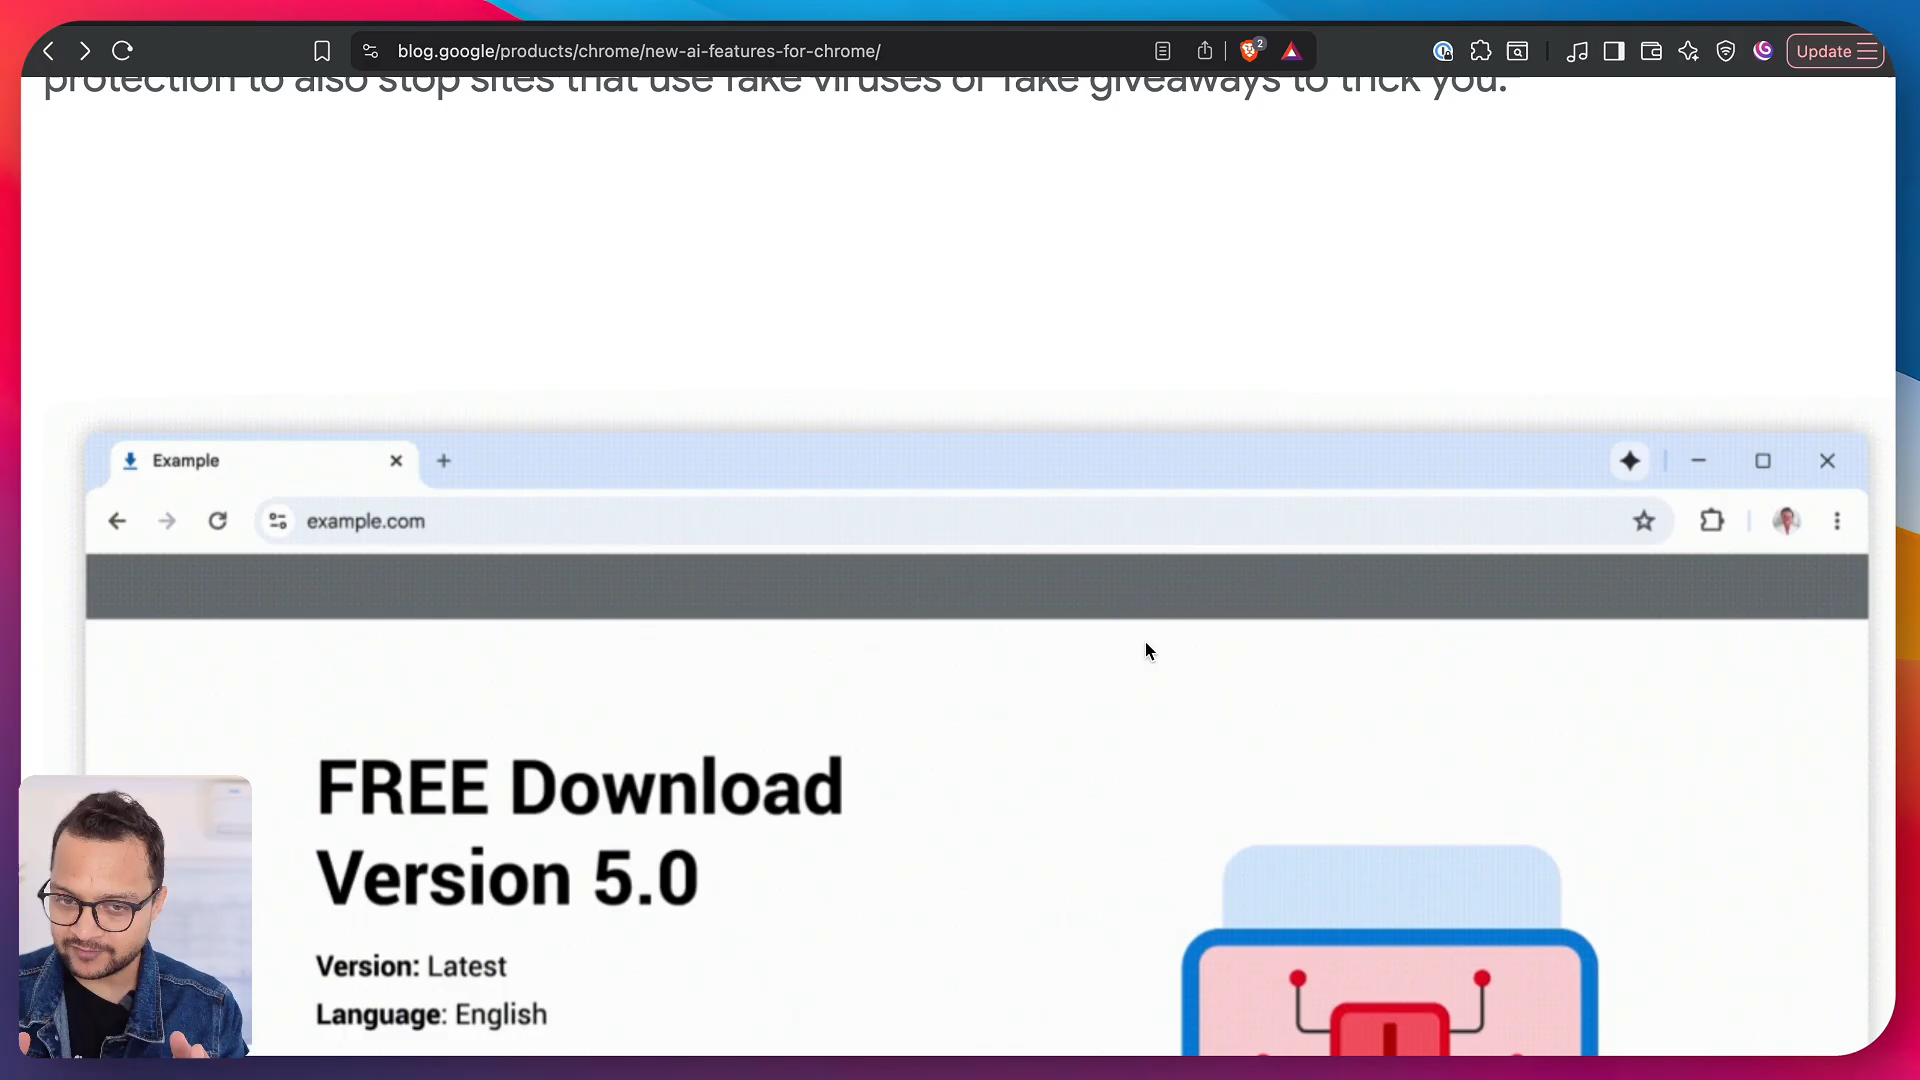 blog.google/products/chrome/new-ai-features-for-chrome/
2
Update
protection to also stop sites that use fake viruses or fake giveaways to trick you.
Example
example.com
FREE Download
Version 5.0
Version: Latest
Language: English